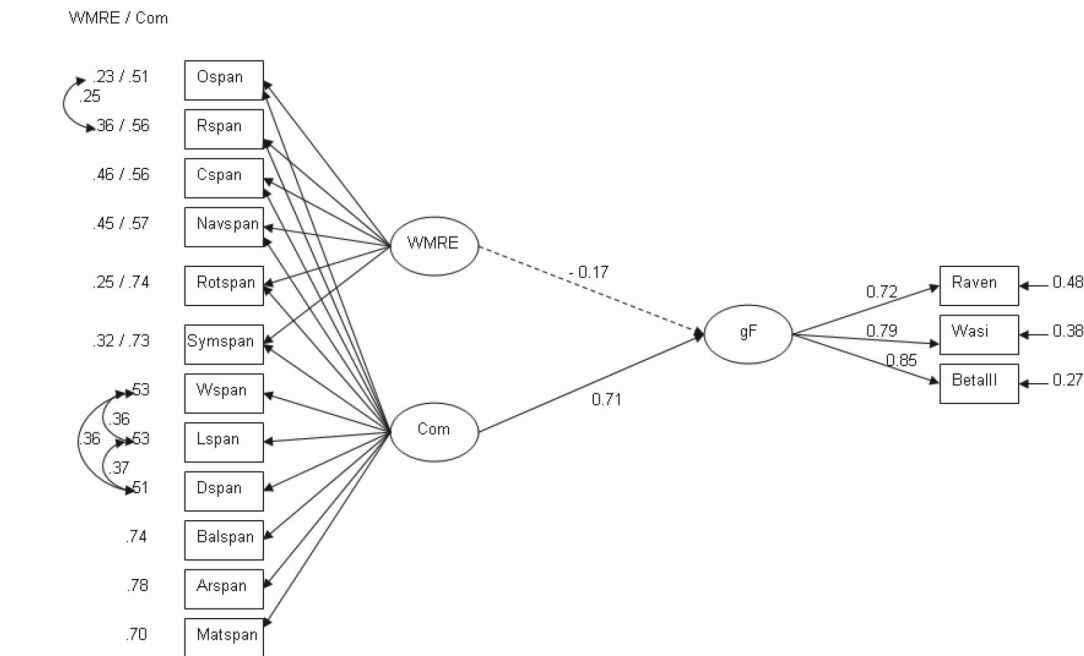 WMRE / Com
.23 / .51 Ospan
.25
.36 / .56 Rspan
.46 / .56 Cspan
.45 / .57 Navspan
WMRE
- 0.17
.25 / .74 Rotspan
0.72 Raven 0.48
.32 / .73 Symspan
gF
0.79 Wasi 0.38
0.85 BetaIII 0.27
.53 Wspan
0.71
.36
.36 .53 Lspan
Com
.37
.51 Dspan
.74 Balspan
.78 Arspan
.70 Matspan